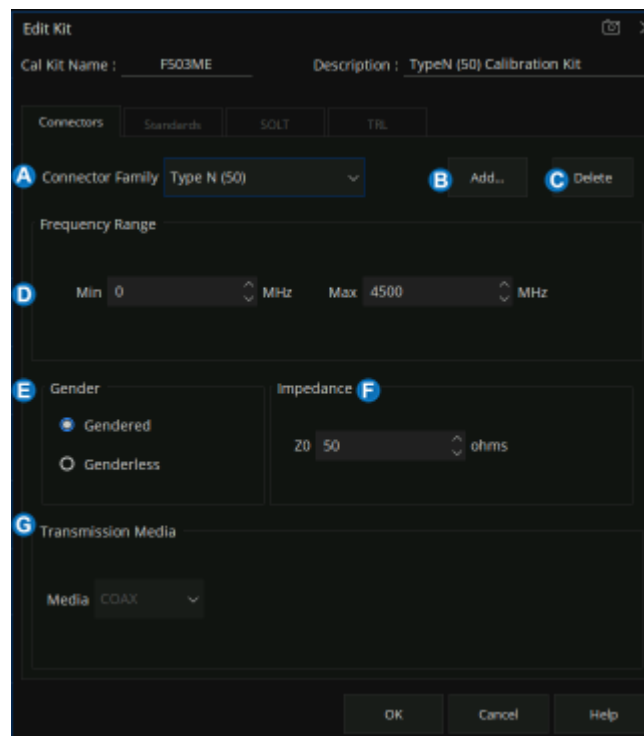 Edit Kit
Cal Kit Name : F503ME Description : TypeN (50) Calibration Kit
Connectors Standards SOLT TRL
A Connector Family Type N (50) B Add... C Delete
Frequency Range
D Min 0 MHz Max 4500 MHz
E Gender Impedance F
Gendered
Z0 50 ohms
Genderless
G Transmission Media
Media COAX
OK Cancel Help